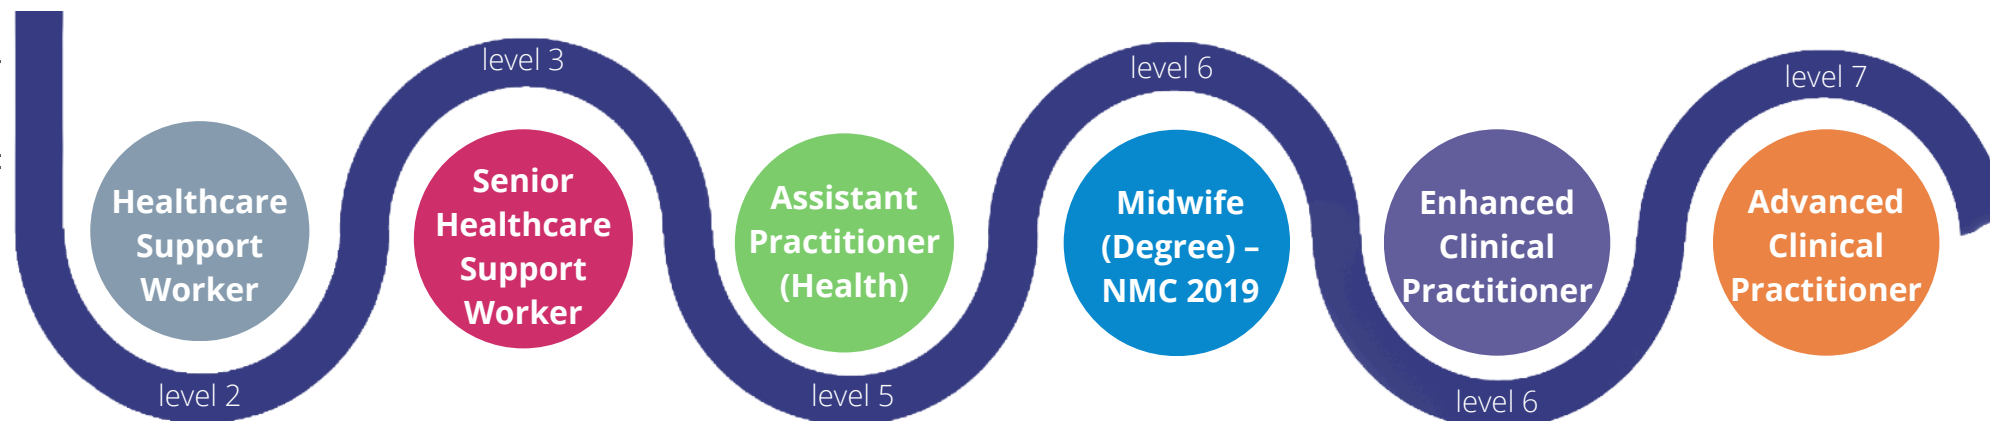 level 3
level 6
level 7
Healthcare
Support
Worker
Senior
Healthcare
Support
Worker
Assistant
Practitioner
(Health)
Midwife
(Degree) –
NMC 2019
Enhanced
Clinical
Practitioner
Advanced
Clinical
Practitioner
level 2
level 5
level 6